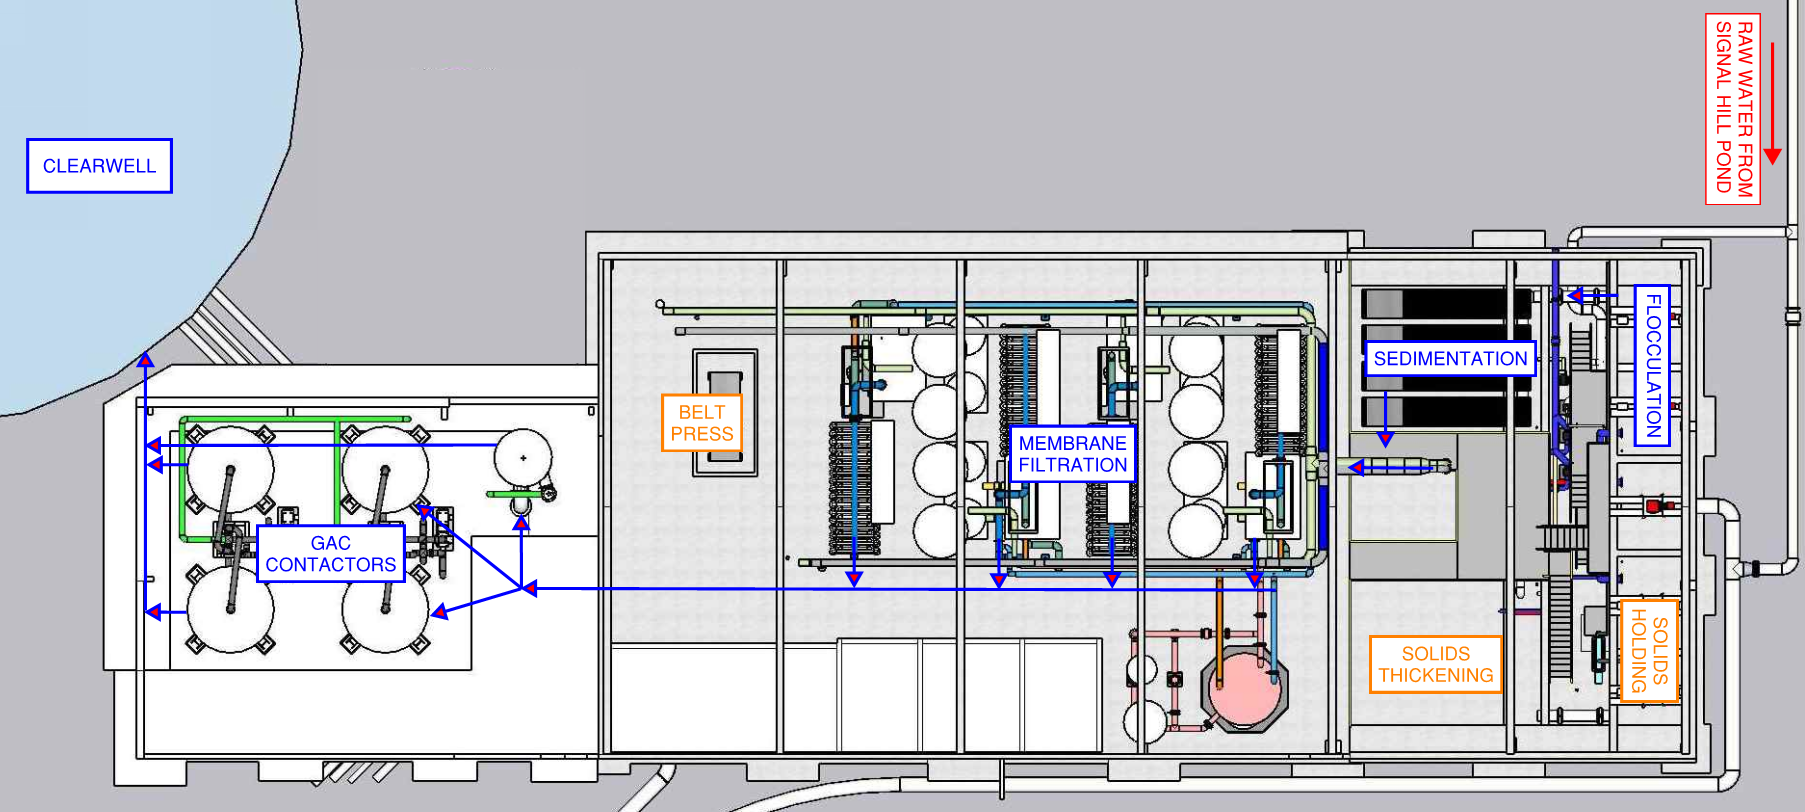 RAW WATER FROM
SIGNAL HILL POND
CLEARWELL
FLOCCULATION
SEDIMENTATION
BELT
PRESS
MEMBRANE
FILTRATION
GAC
CONTACTORS
SOLIDS
THICKENING
SOLIDS
HOLDING